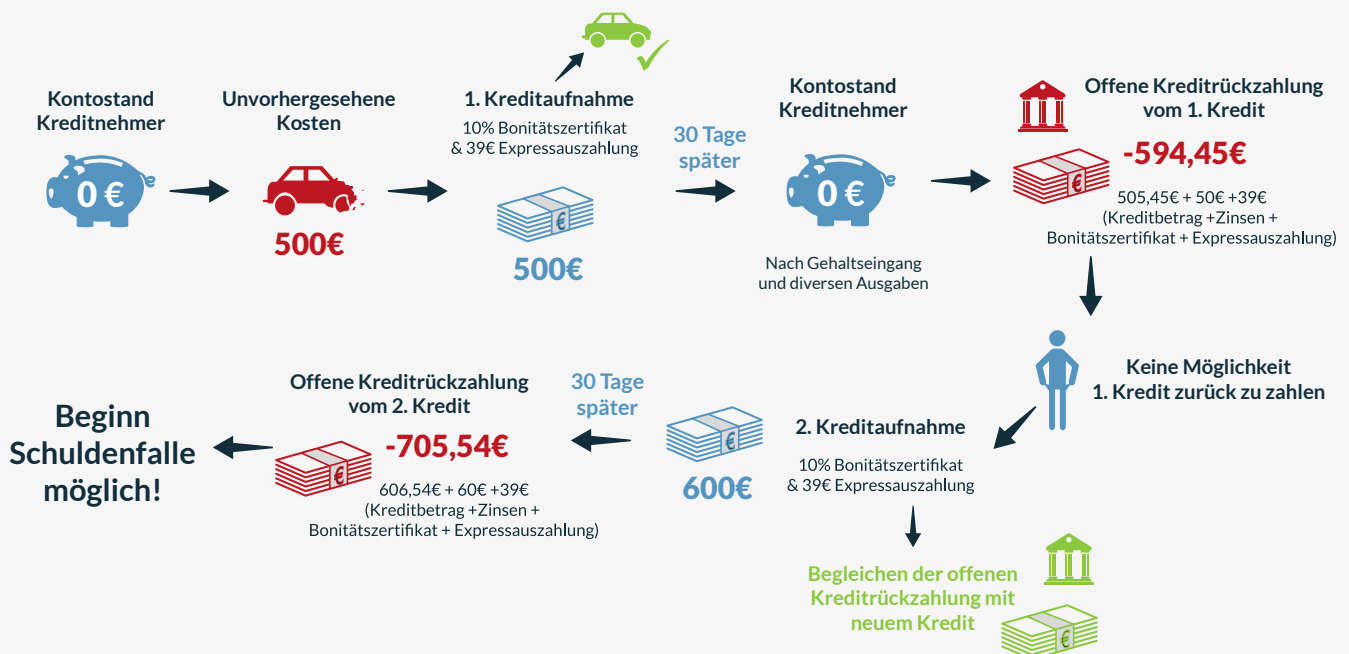 Kontostand
Kreditnehmer
0 €
Unvorhergesehene
Kosten
500€
1. Kreditaufnahme
10% Bonitätszertifikat
& 39€ Expressauszahlung
€
500€
30 Tage
später
Kontostand
Kreditnehmer
0 €
Nach Gehaltseingang
und diversen Ausgaben
Offene Kreditrückzahlung
vom 1. Kredit
-594,45€
€
505,45€ + 50€ +39€
(Kreditbetrag +Zinsen +
Bonitätszertifikat + Expressauszahlung)
Keine Möglichkeit
1. Kredit zurück zu zahlen
2. Kreditaufnahme
10% Bonitätszertifikat
& 39€ Expressauszahlung
€
600€
Begleichen der offenen
Kreditrückzahlung mit
neuem Kredit
€
30 Tage
später
Offene Kreditrückzahlung
vom 2. Kredit
-705,54€
€
606,54€ + 60€ +39€
(Kreditbetrag +Zinsen +
Bonitätszertifikat + Expressauszahlung)
Beginn
Schuldenfalle
möglich!